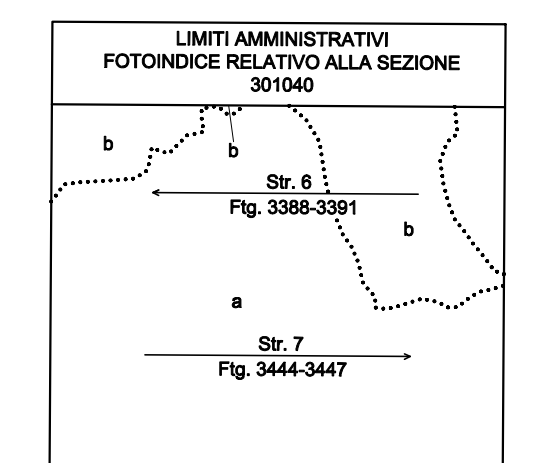 LIMITI AMMINISTRATIVI
FOTOINDICE RELATIVO ALLA SEZIONE
301040
b
b
Str. 6
Ftg. 3388-3391
b
a
Str. 7
Ftg. 3444-3447